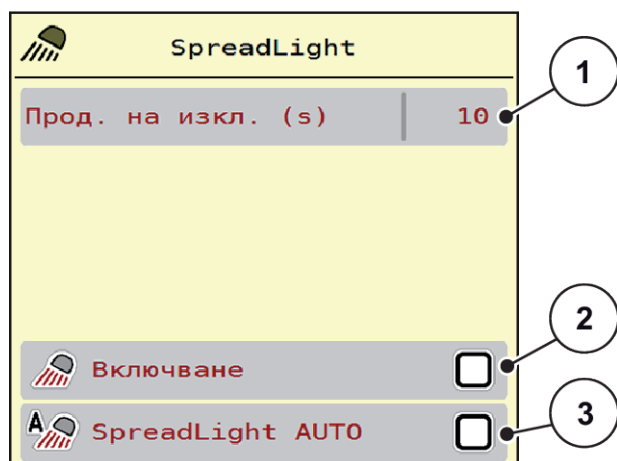 SpreadLight
1
Прод. на изкл. (s) 10
2
Включване
A
SpreadLight AUTO
3